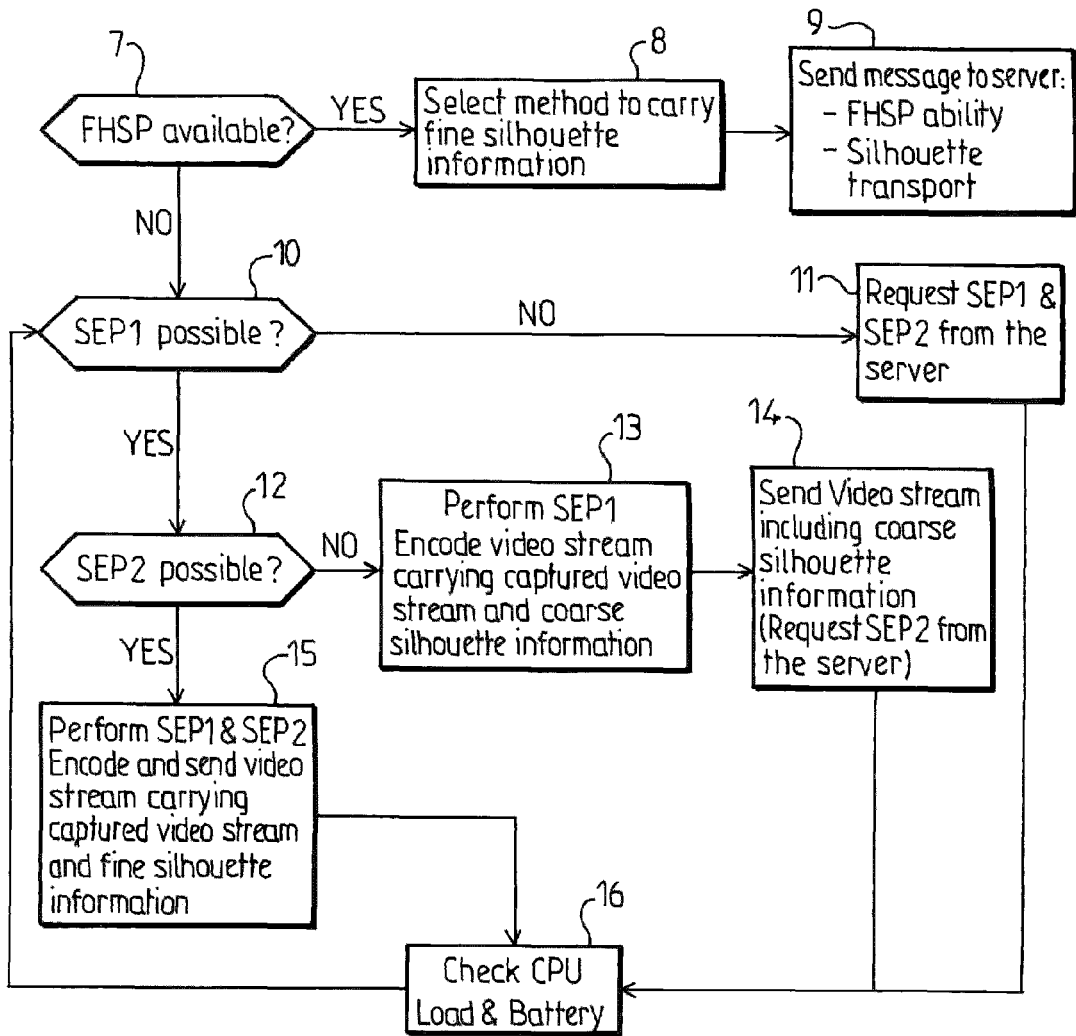 7
FHSP available?
YES
8
Select method to carry
fine silhouette
information
9
Send message to server:
- FHSP ability
- Silhouette
transport
NO
10
SEP1 possible ?
NO
11
Request SEP1 &
SEP2 from the
server
YES
12
SEP2 possible?
NO
13
Perform SEP1
Encode video stream
carrying captured video
stream and coarse
silhouette information
14
Send Video stream
including coarse
silhouette
information
(Request SEP2 from
the server)
YES
15
Perform SEP1 & SEP2
Encode and send video
stream carrying
captured video stream
and fine silhouette
information
16
Check CPU
Load & Battery